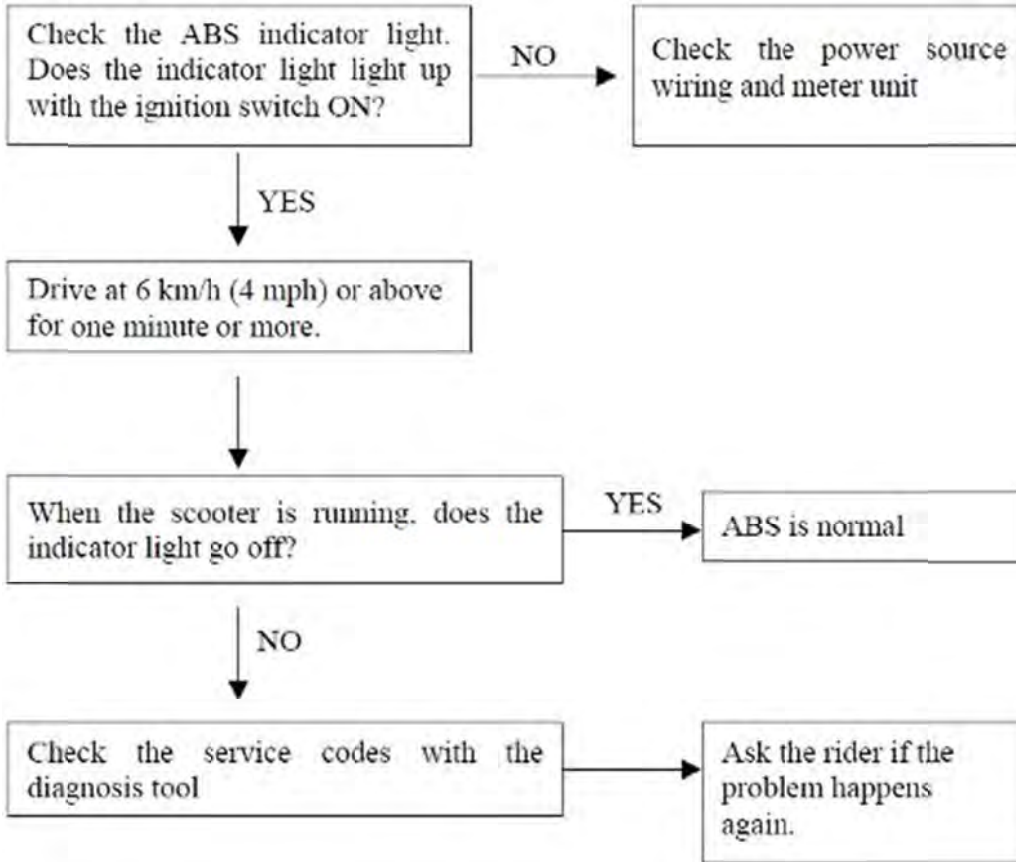 Check the ABS indicator light.
Does the indicator light light up
with the ignition switch ON?
NO
Check the power source
wiring and meter unit
YES
Drive at 6 km/h (4 mph) or above
for one minute or more.
When the scooter is running, does the
indicator light go off?
YES
ABS is normal
NO
Check the service codes with the
diagnosis tool
Ask the rider if the
problem happens
again.